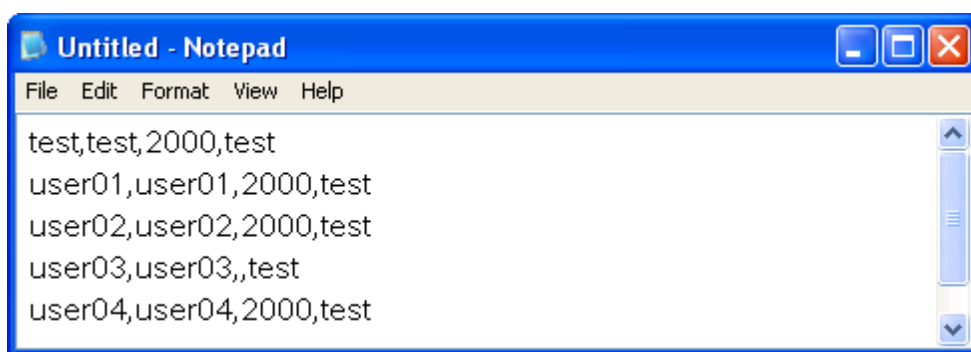 Untitled - Notepad
File Edit Format View Help
test,test,2000,test
user01,user01,2000,test
user02,user02,2000,test
user03,user03,,test
user04,user04,2000,test